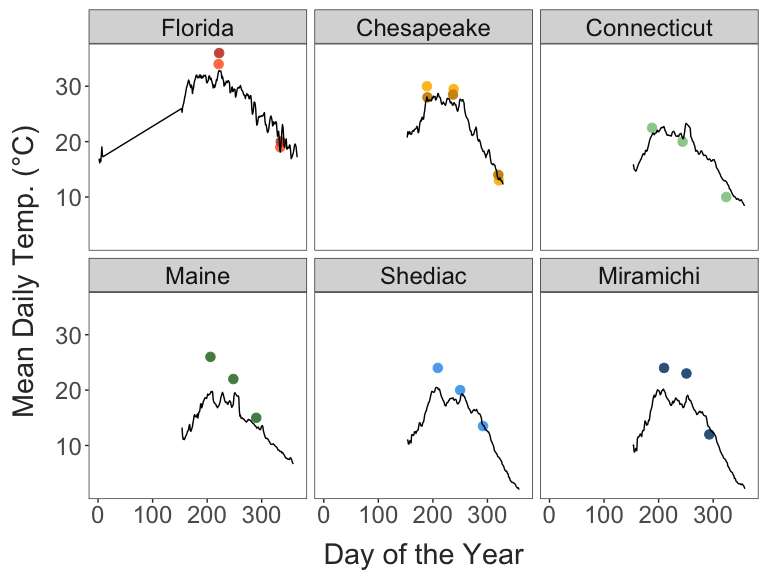 Florida
Chesapeake
Connecticut
30
20
10
Maine
Shediac
Miramichi
30
20
10
0 100 200 300
0 100 200 300
0 100 200 300
Mean Daily Temp. (°C)
Day of the Year